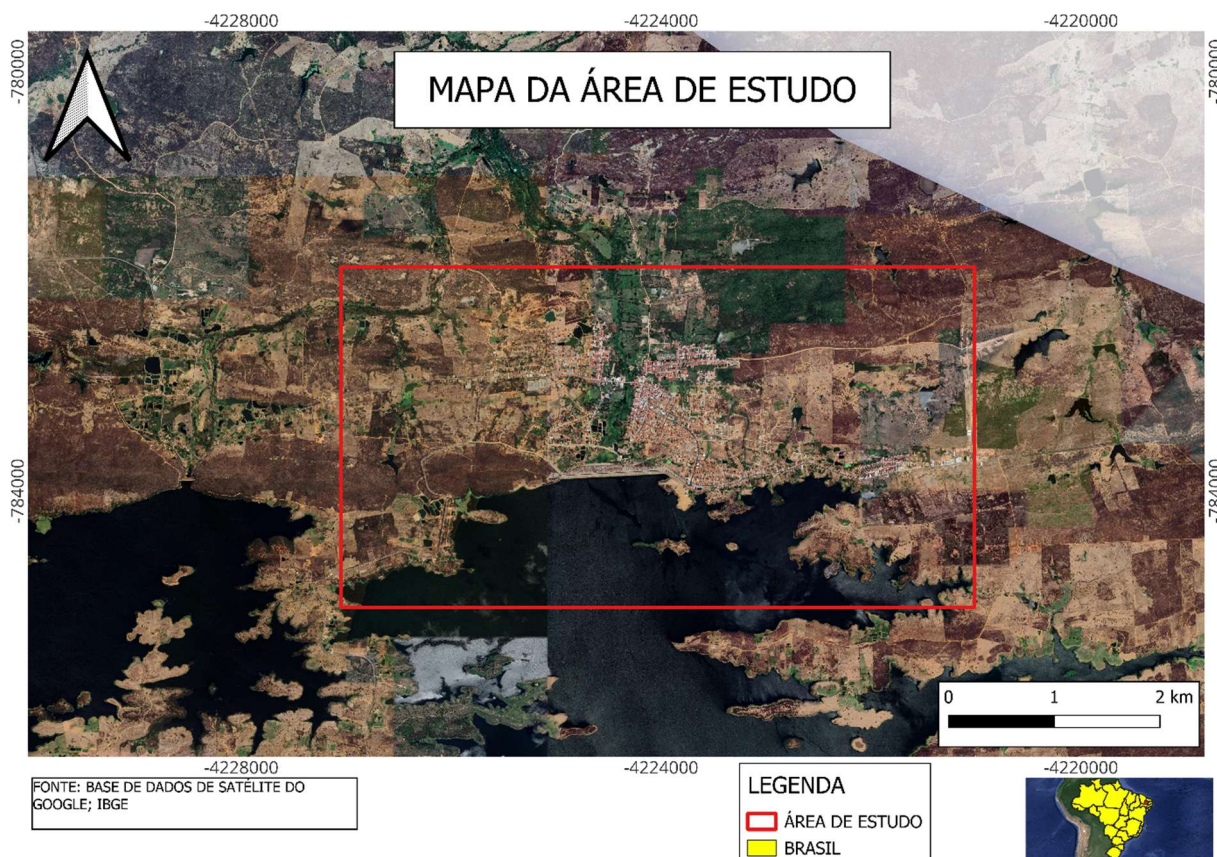 -4228000 -4224000 -4220000
-780000
-780000
MAPA DA ÁREA DE ESTUDO
-784000
-784000
0 1 2 km
-4228000 -4224000 -4220000
FONTE: BASE DE DADOS DE SATÉLITE DO
GOOGLE; IBGE
LEGENDA
ÁREA DE ESTUDO
BRASIL